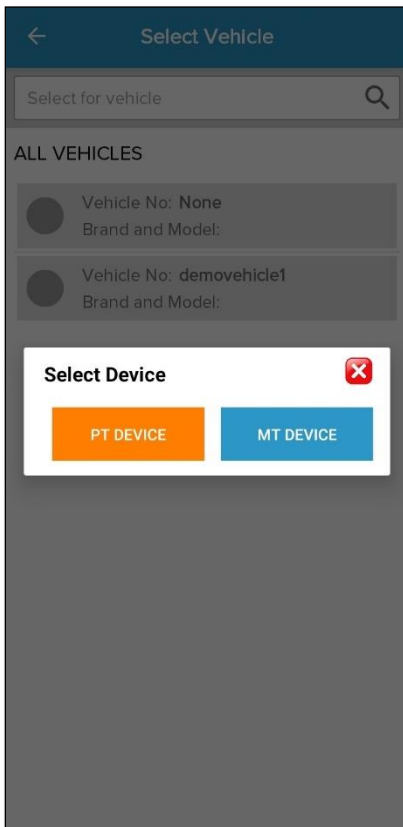 Select Vehicle
Select for vehicle
ALL VEHICLES
Vehicle No: None
Brand and Model:
Vehicle No: demovehicle1
Brand and Model:
Select Device
PT DEVICE
MT DEVICE